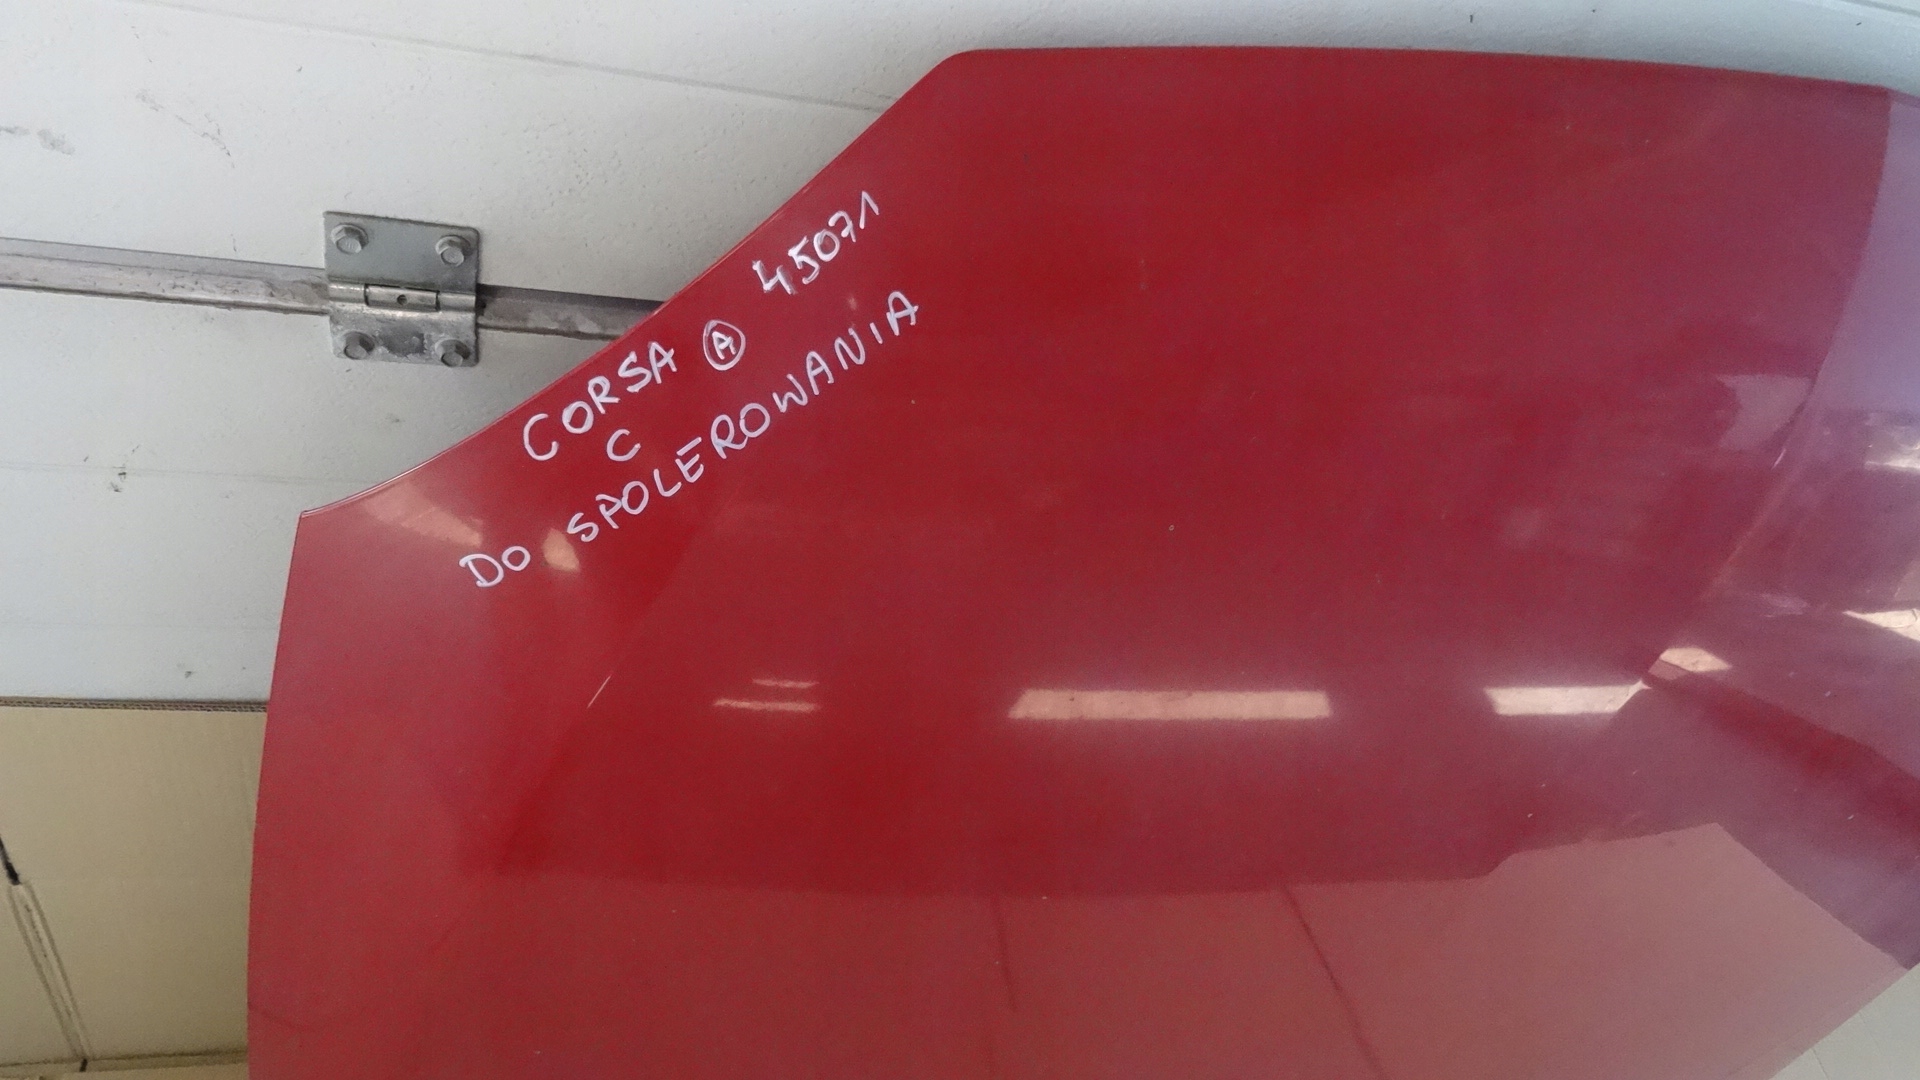 CORSA Ⓐ 45071
C
DO SPOLEROWANIA